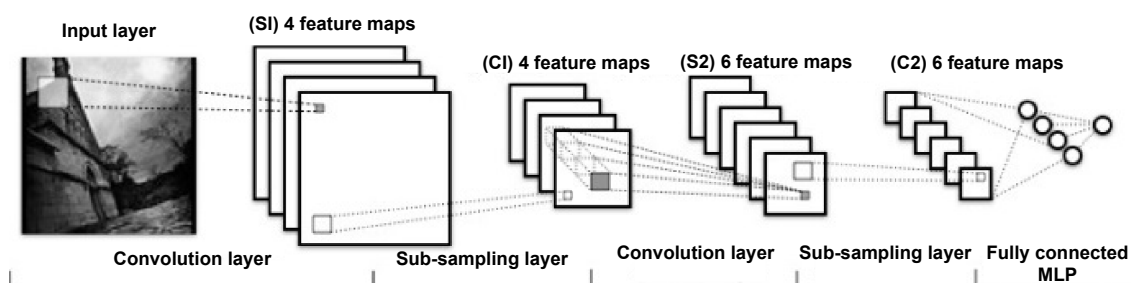 Input layer
(SI) 4 feature maps
(CI) 4 feature maps
(S2) 6 feature maps
(C2) 6 feature maps
Convolution layer
Sub-sampling layer
Convolution layer
Sub-sampling layer
Fully connected
MLP